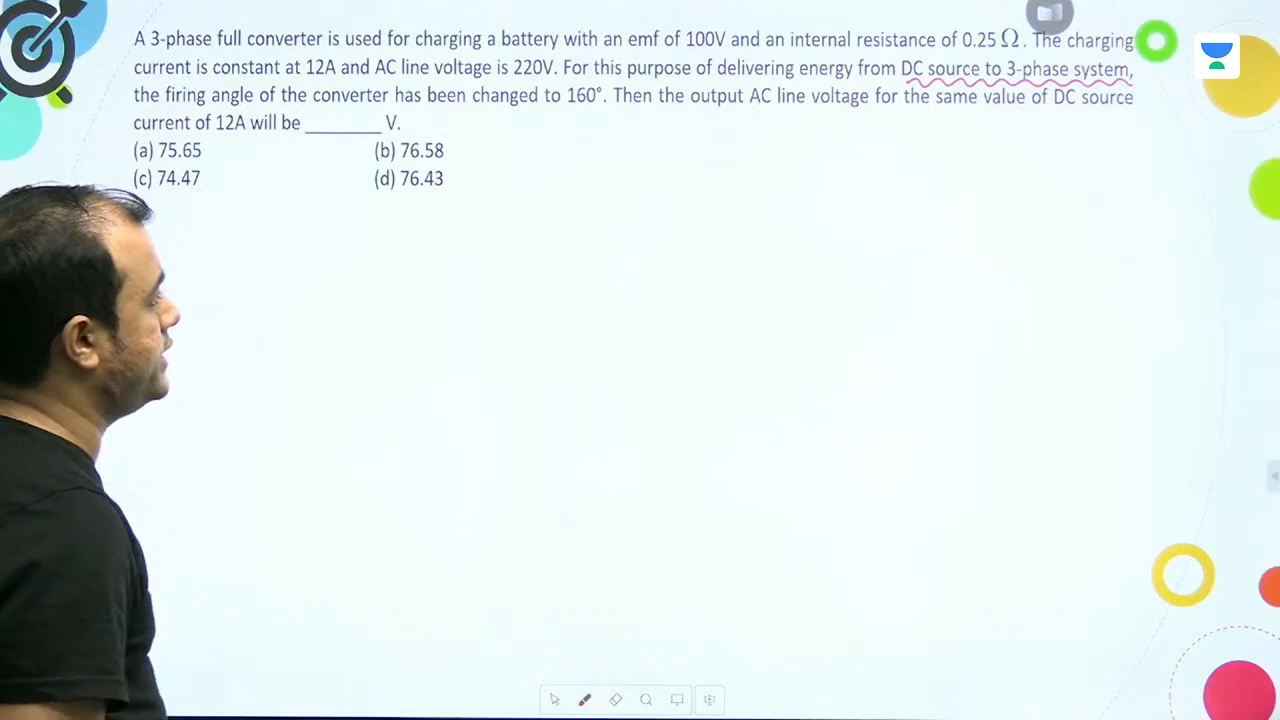 A 3-phase full converter is used for charging a battery with an emf of 100V and an internal resistance of 0.25 Ω. The charging
current is constant at 12A and AC line voltage is 220V. For this purpose of delivering energy from DC source to 3-phase system,
the firing angle of the converter has been changed to 160°. Then the output AC line voltage for the same value of DC source
current of 12A will be ________ V.
(a) 75.65 (b) 76.58
(c) 74.47 (d) 76.43